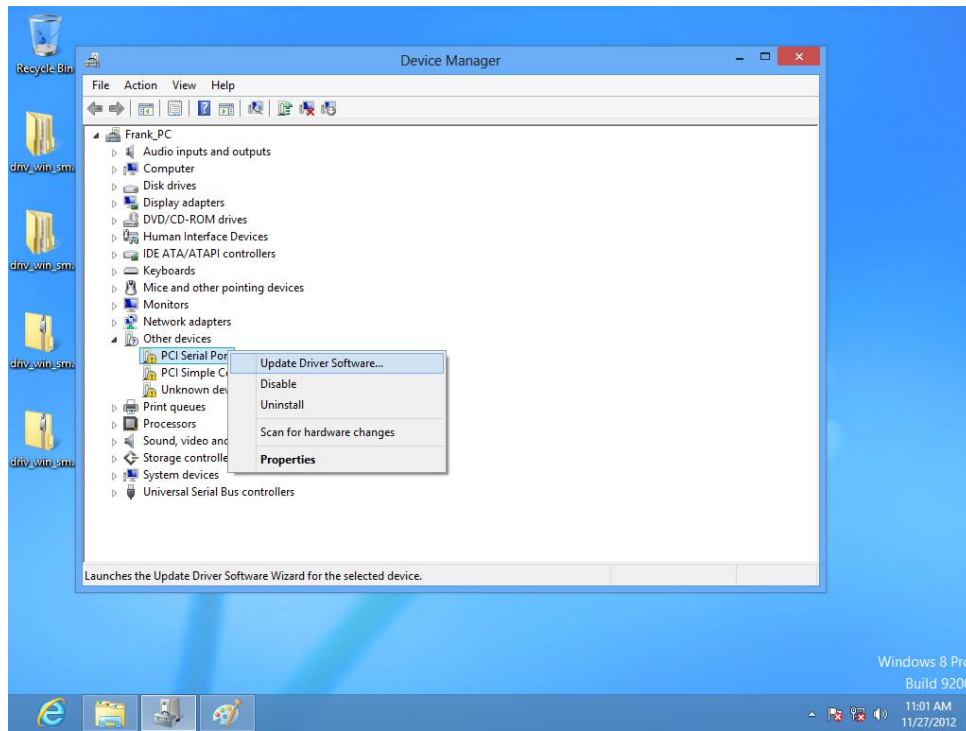 Recycle Bin
Device Manager
File Action View Help
Frank_PC
Audio inputs and outputs
Computer
Disk drives
Display adapters
DVD/CD-ROM drives
Human Interface Devices
IDE ATA/ATAPI controllers
Keyboards
Mice and other pointing devices
Monitors
Network adapters
Other devices
PCI Serial Por
PCI Simple C
Unknown de
Print queues
Processors
Sound, video and
Storage controlle
System devices
Universal Serial Bus controllers
Update Driver Software...
Disable
Uninstall
Scan for hardware changes
Properties
Launches the Update Driver Software Wizard for the selected device.
driv_win_sm
driv_win_sm
driv_win_sm
driv_win_sm
Windows 8 Pro
Build 920
11:01 AM
11/27/2012